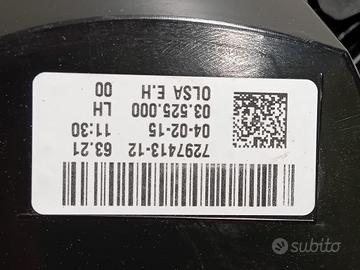 63.21 7297413-12
11:30 04-02-15
LH 03.525.000
00 OLSA E.H
subito